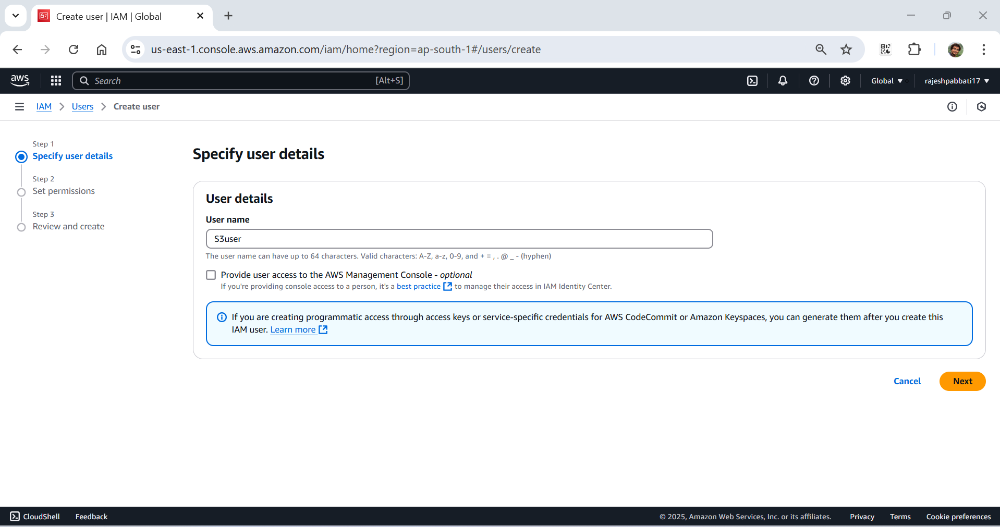 Create user | IAM | Global
us-east-1.console.aws.amazon.com/iam/home?region=ap-south-1#/users/create
aws
Search
[Alt+S]
Global
rajeshpabbati17
IAM
Users
Create user
Step 1
Specify user details
Step 2
Set permissions
Step 3
Review and create
Specify user details
User details
User name
S3user
The user name can have up to 64 characters. Valid characters: A-Z, a-z, 0-9, and + = , . @ _ - (hyphen)
Provide user access to the AWS Management Console - optional
If you're providing console access to a person, it's a best practice to manage their access in IAM Identity Center.
If you are creating programmatic access through access keys or service-specific credentials for AWS CodeCommit or Amazon Keyspaces, you can generate them after you create this
IAM user. Learn more
Cancel
Next
CloudShell
Feedback
© 2025, Amazon Web Services, Inc. or its affiliates.
Privacy
Terms
Cookie preferences